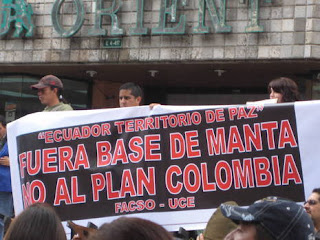 ORIENT
"ECUADOR TERRITORIO DE PAZ"
FUERA BASE DE MANTA
NO AL PLAN COLOMBIA
FACSO - UCE